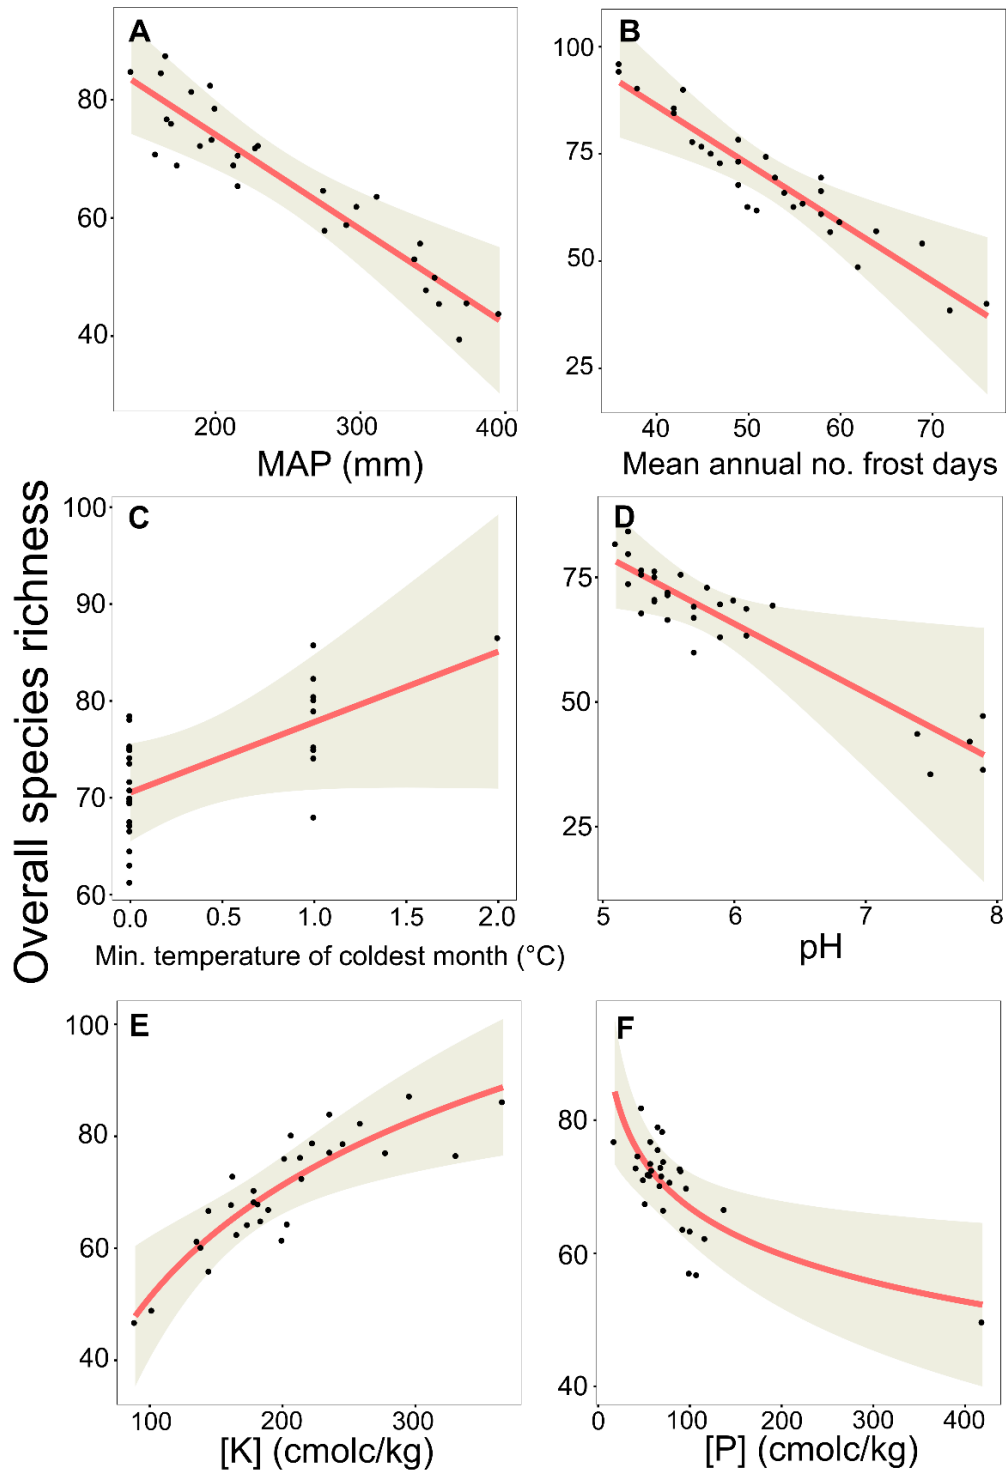 A
80
60
40
200 300 400
MAP (mm)
B
100
75
50
25
40 50 60 70
Mean annual no. frost days
Overall species richness
C
100
90
80
70
60
0.0 0.5 1.0 1.5 2.0
Min. temperature of coldest month (°C)
D
75
50
25
5 6 7 8
pH
E
100
80
60
40
100 200 300
[K] (cmolc/kg)
F
80
60
40
0 100 200 300 400
[P] (cmolc/kg)